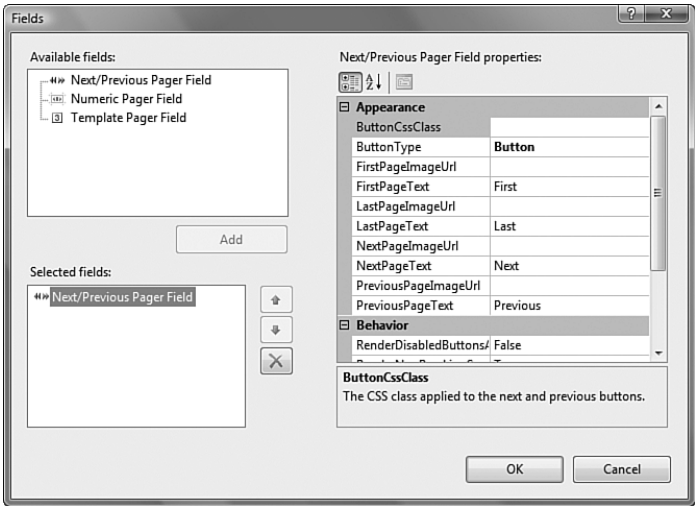 Fields
Available fields:
Next/Previous Pager Field
Numeric Pager Field
Template Pager Field
Add
Selected fields:
Next/Previous Pager Field
Next/Previous Pager Field properties:
Appearance
ButtonCssClass
ButtonType Button
FirstPageImageUrl
FirstPageText First
LastPageImageUrl
LastPageText Last
NextPageImageUrl
NextPageText Next
PreviousPageImageUrl
PreviousPageText Previous
Behavior
RenderDisabledButtonsA False
ButtonCssClass
The CSS class applied to the next and previous buttons.
OK Cancel